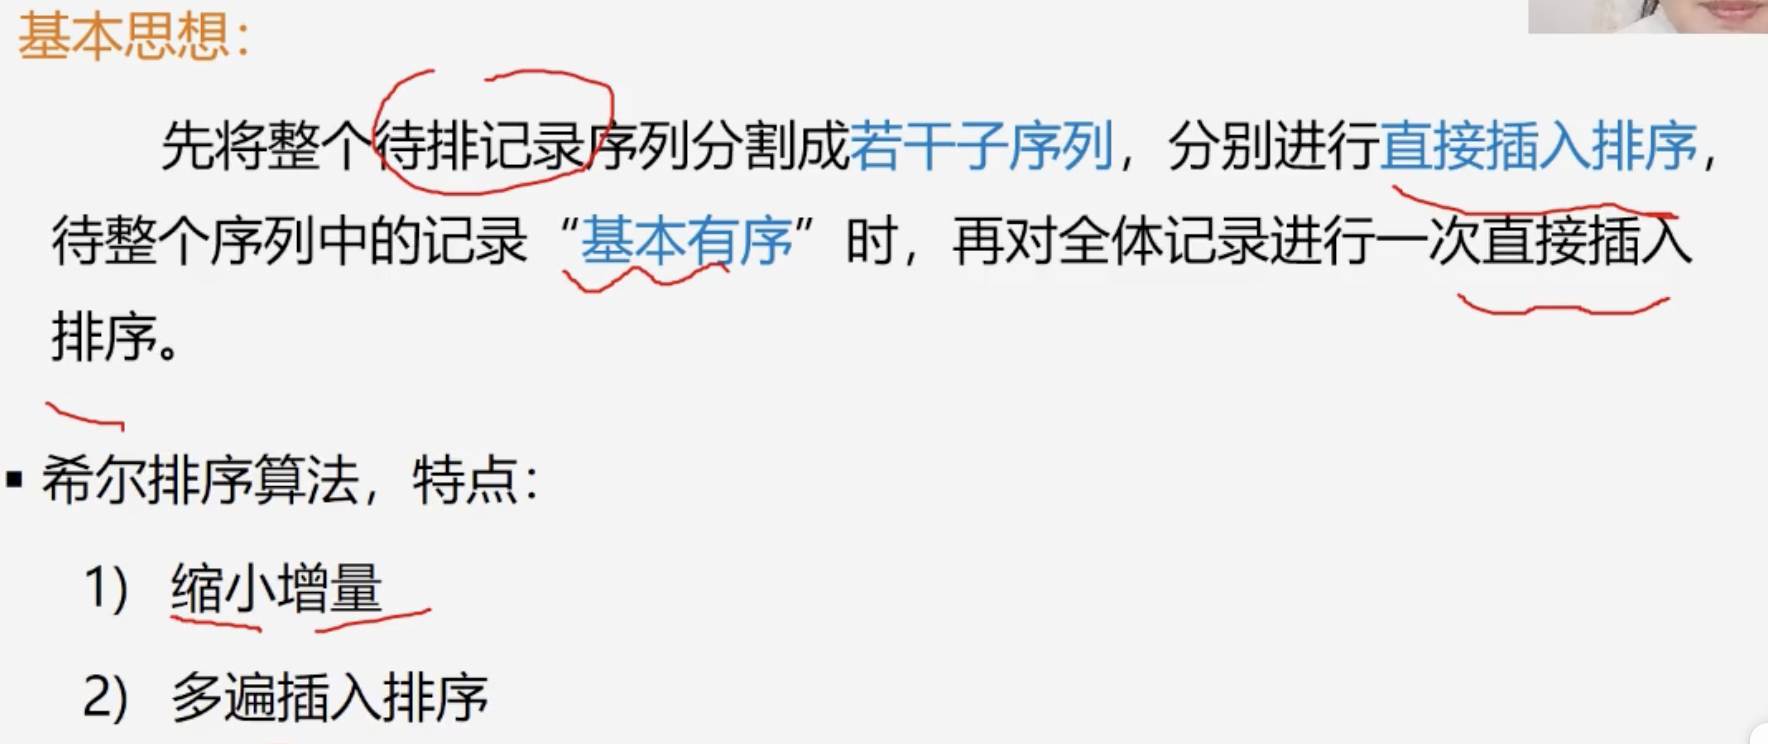 基本思想：
先将整个待排记录序列分割成若干子序列，分别进行直接插入排序，
待整个序列中的记录“基本有序”时，再对全体记录进行一次直接插入
排序。
▪ 希尔排序算法，特点：
1) 缩小增量
2) 多遍插入排序